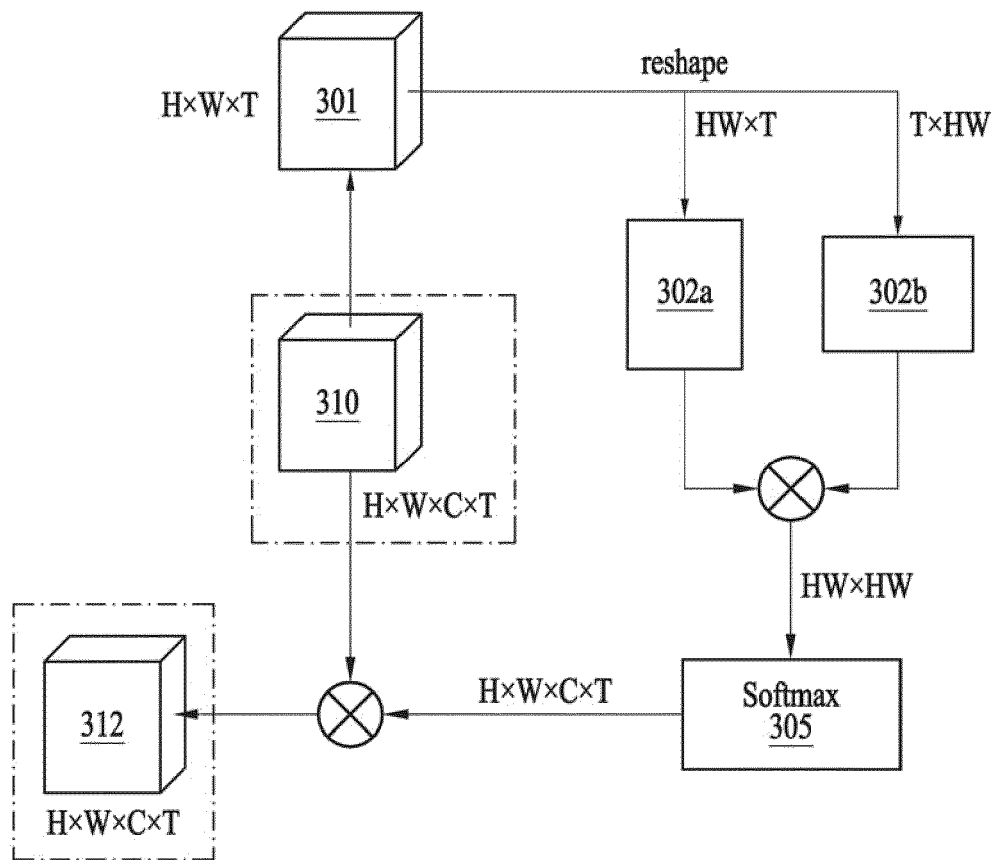 reshape
H×W×T
301
HW×T
T×HW
302a
302b
310
H×W×C×T
HW×HW
H×W×C×T
Softmax
305
312
H×W×C×T